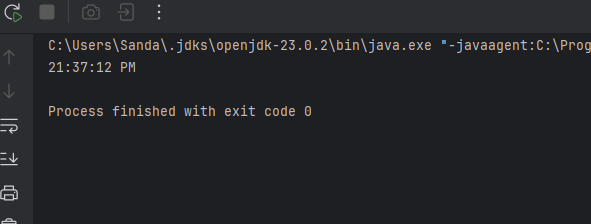 C:\Users\Sanda\.jdks\openjdk-23.0.2\bin\java.exe "-javaagent:C:\Prog
21:37:12 PM
Process finished with exit code 0